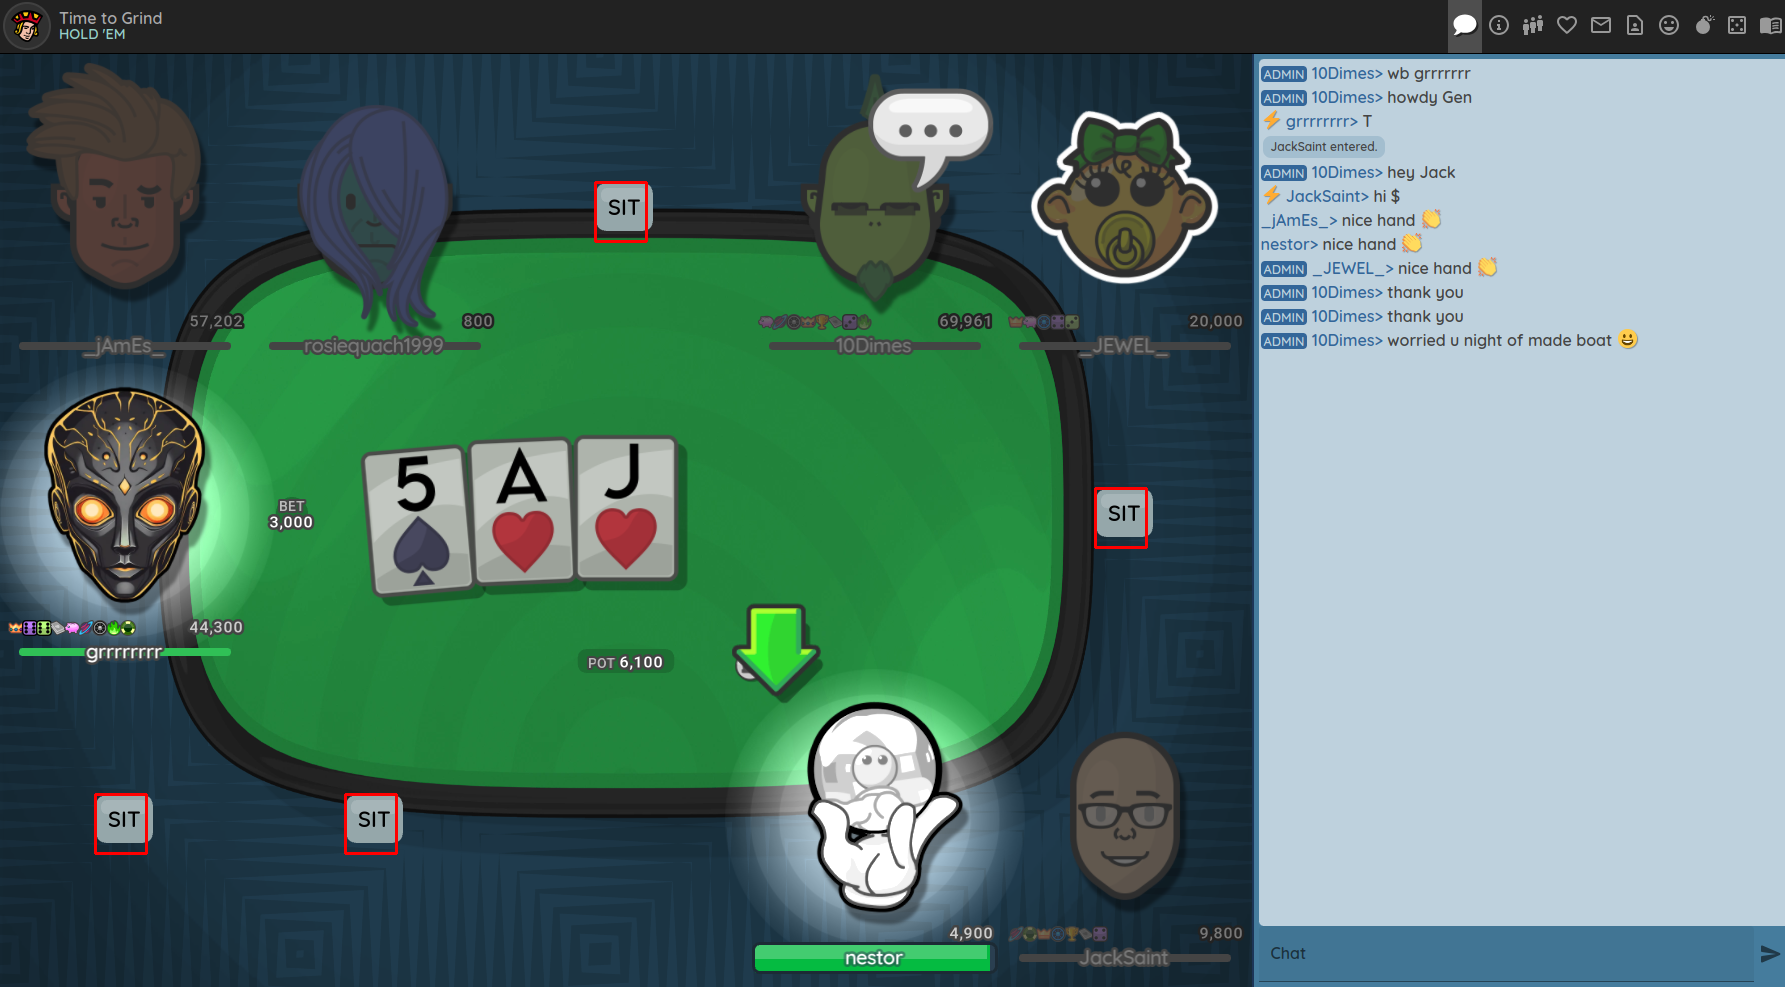 Time to Grind
HOLD 'EM
SIT
57,202
_jAmEs_
800
rosiequach1999
69,961
10Dimes
20,000
_JEWEL_
BET
3,000
5
A
J
SIT
44,300
grrrrrrrr
POT 6,100
SIT
SIT
4,900
nestor
9,800
JackSaint
ADMIN 10Dimes> wb grrrrrrr
ADMIN 10Dimes> howdy Gen
grrrrrrrr> T
JackSaint entered.
ADMIN 10Dimes> hey Jack
JackSaint> hi $
_jAmEs_> nice hand 👏
nestor> nice hand 👏
ADMIN _JEWEL_> nice hand 👏
ADMIN 10Dimes> thank you
ADMIN 10Dimes> thank you
ADMIN 10Dimes> worried u night of made boat 😀
Chat